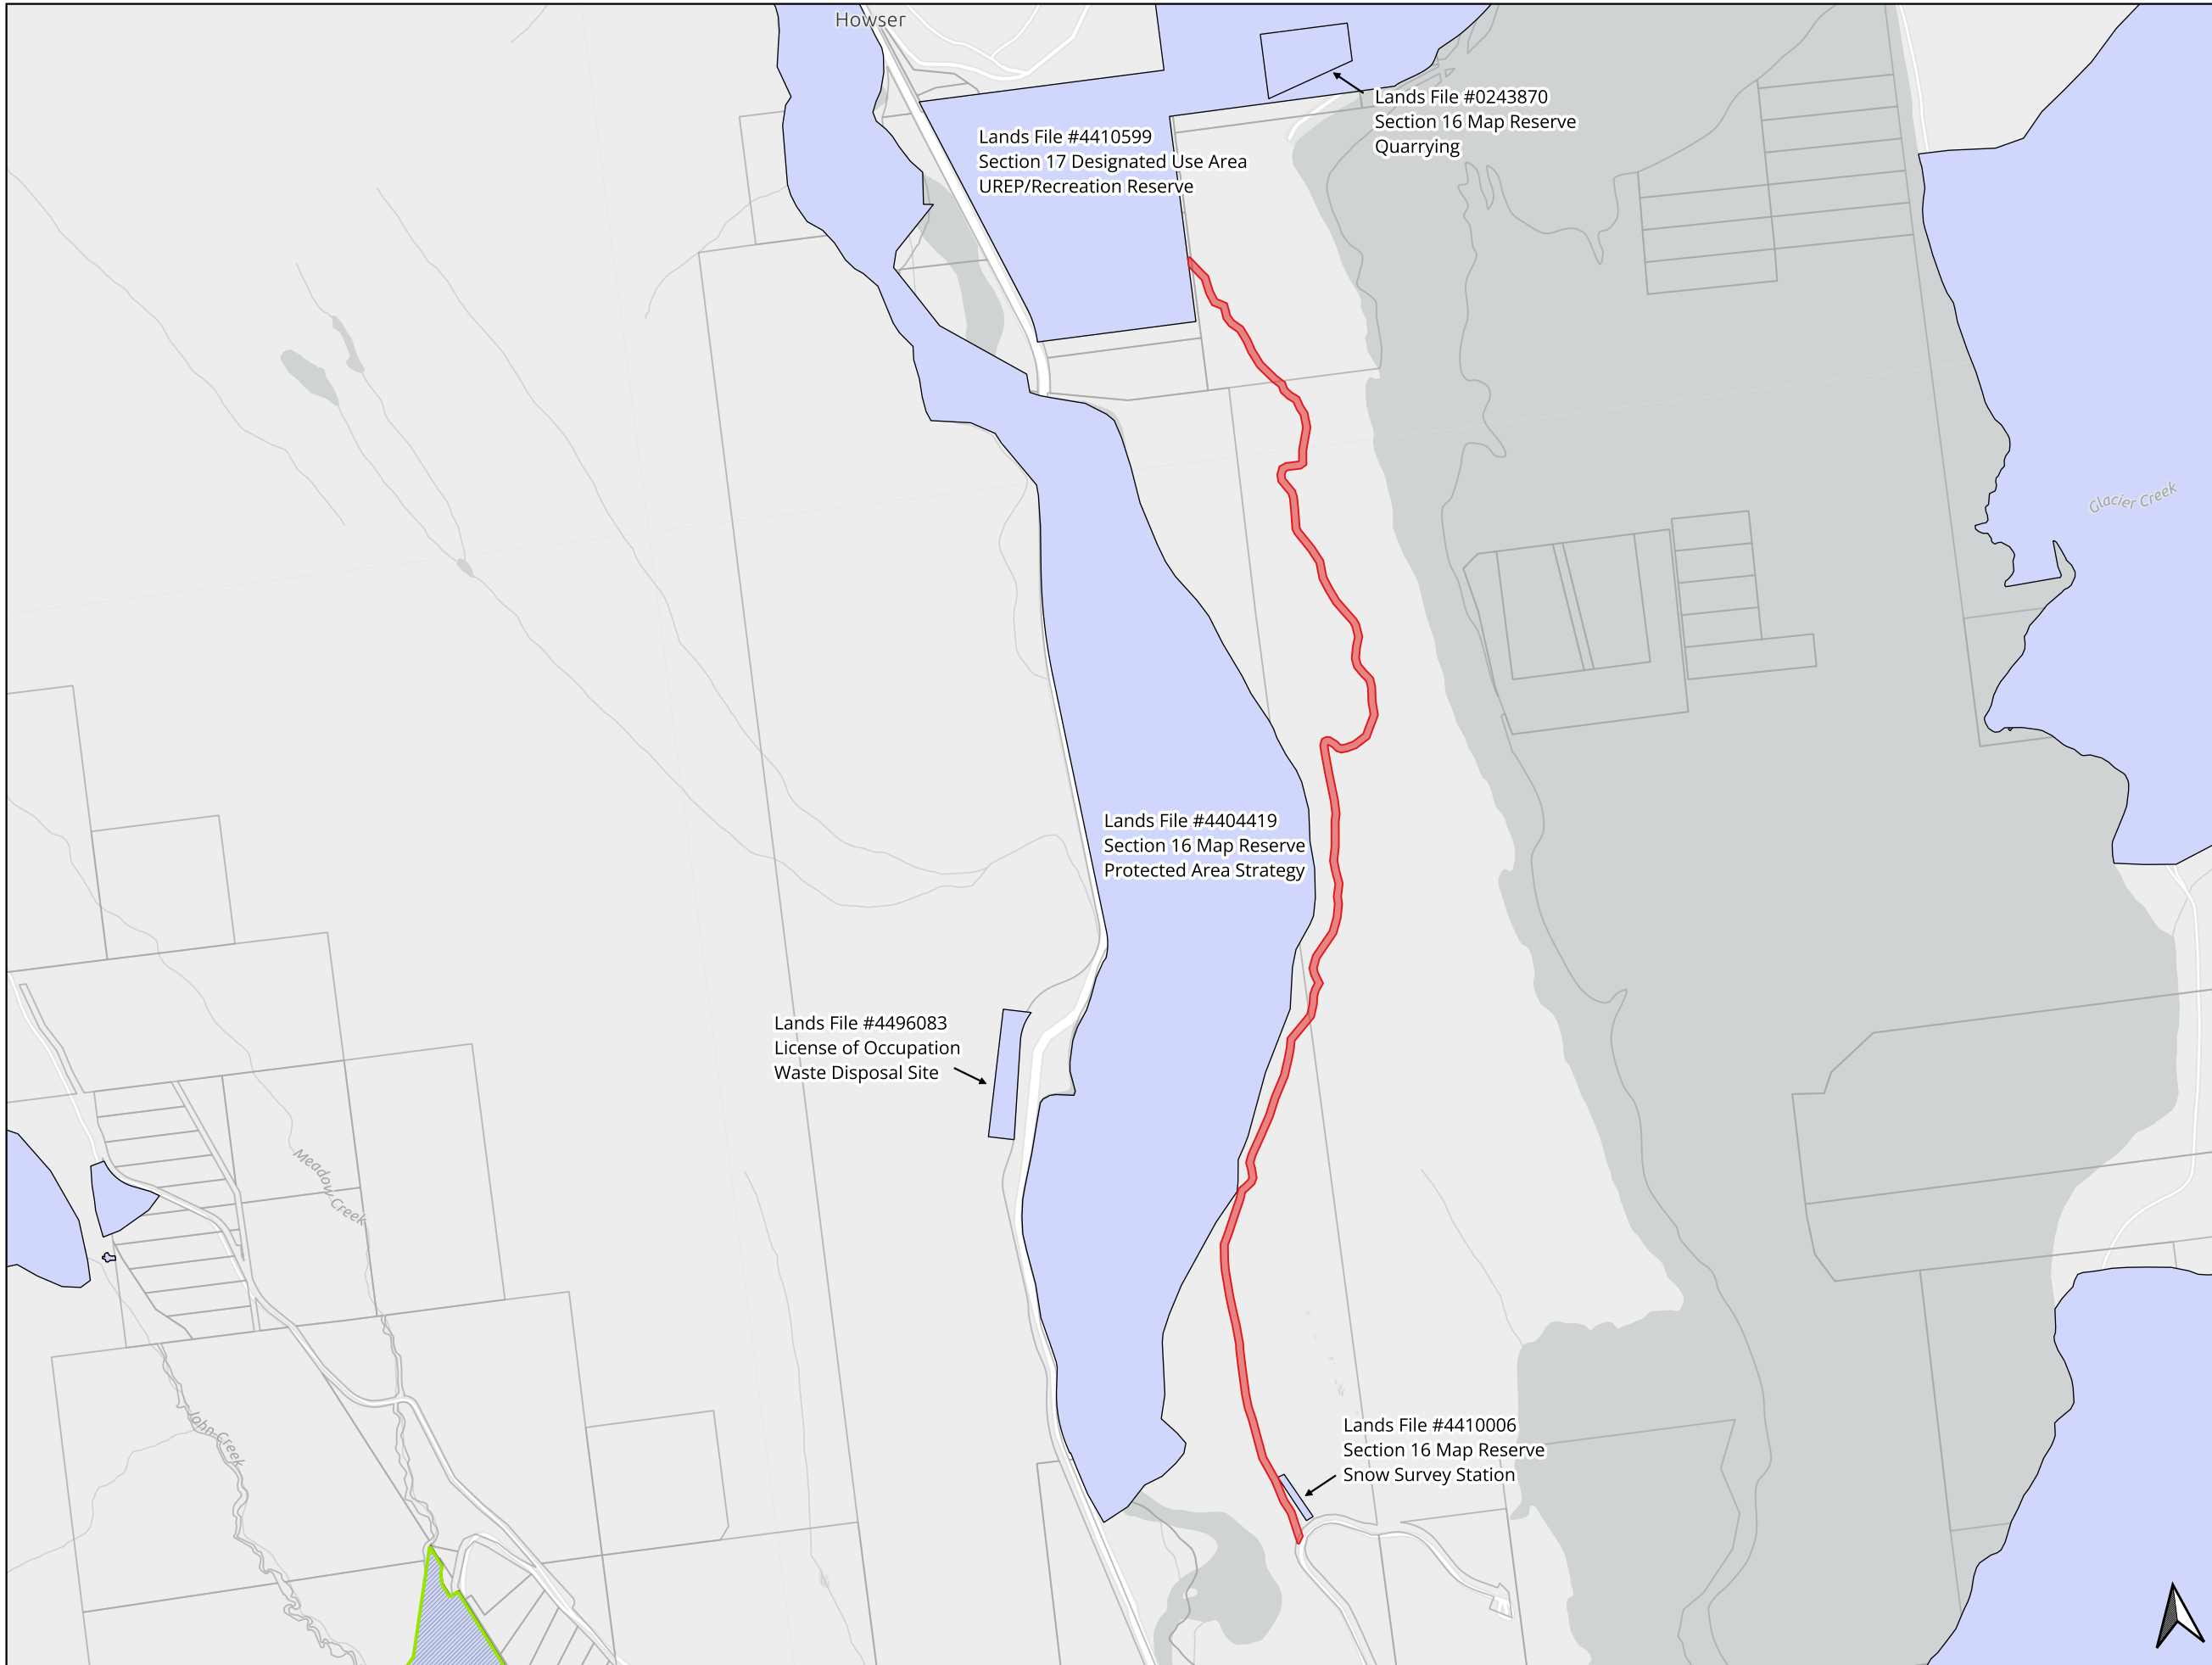 Howser
Lands File #0243870
Section 16 Map Reserve
Quarrying
Lands File #4410599
Section 17 Designated Use Area
UREP/Recreation Reserve
Glacier Creek
Lands File #4404419
Section 16 Map Reserve
Protected Area Strategy
Lands File #4496083
License of Occupation
Waste Disposal Site
Meadow Creek
John Creek
Lands File #4410006
Section 16 Map Reserve
Snow Survey Station